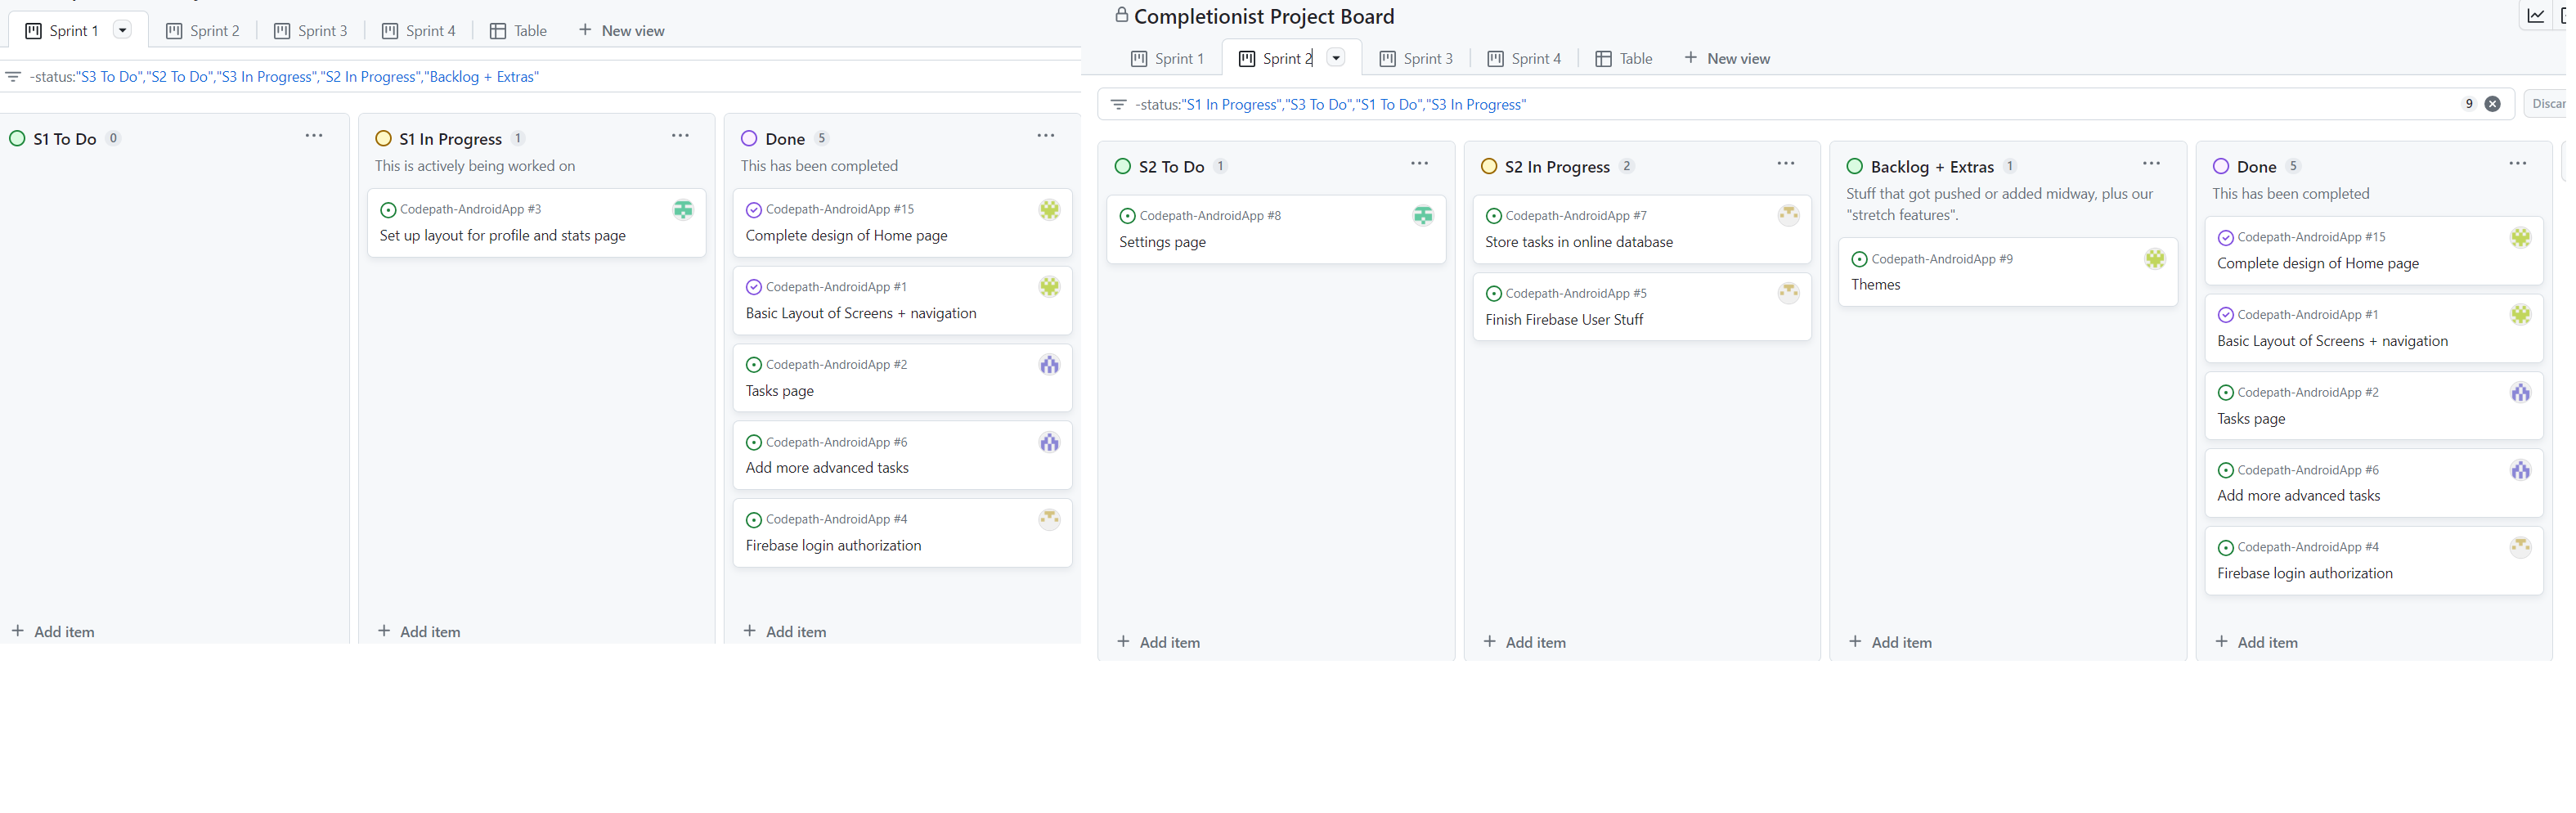 Sprint 1
Sprint 2
Sprint 3
Sprint 4
Table
+ New view
-status:"S3 To Do","S2 To Do","S3 In Progress","S2 In Progress","Backlog + Extras"
S1 To Do 0
+ Add item
S1 In Progress 1
This is actively being worked on
Codepath-AndroidApp #3
Set up layout for profile and stats page
+ Add item
Done 5
This has been completed
Codepath-AndroidApp #15
Complete design of Home page
Codepath-AndroidApp #1
Basic Layout of Screens + navigation
Codepath-AndroidApp #2
Tasks page
Codepath-AndroidApp #6
Add more advanced tasks
Codepath-AndroidApp #4
Firebase login authorization
+ Add item
Completionist Project Board
Sprint 1
Sprint 2
Sprint 3
Sprint 4
Table
+ New view
-status:"S1 In Progress","S3 To Do","S1 To Do","S3 In Progress"
9
Discar
S2 To Do 1
Codepath-AndroidApp #8
Settings page
+ Add item
S2 In Progress 2
Codepath-AndroidApp #7
Store tasks in online database
Codepath-AndroidApp #5
Finish Firebase User Stuff
+ Add item
Backlog + Extras 1
Stuff that got pushed or added midway, plus our
"stretch features".
Codepath-AndroidApp #9
Themes
+ Add item
Done 5
This has been completed
Codepath-AndroidApp #15
Complete design of Home page
Codepath-AndroidApp #1
Basic Layout of Screens + navigation
Codepath-AndroidApp #2
Tasks page
Codepath-AndroidApp #6
Add more advanced tasks
Codepath-AndroidApp #4
Firebase login authorization
+ Add item